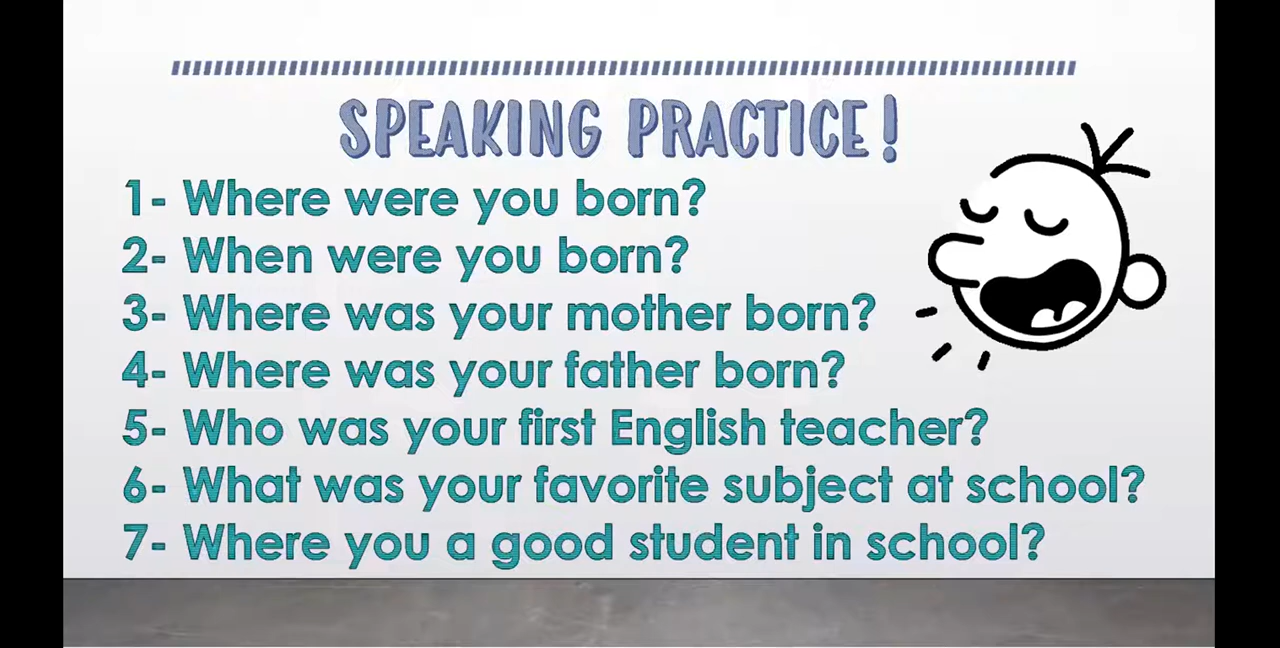 SPEAKING PRACTICE!
1- Where were you born?
2- When were you born?
3- Where was your mother born?
4- Where was your father born?
5- Who was your first English teacher?
6- What was your favorite subject at school?
7- Where you a good student in school?